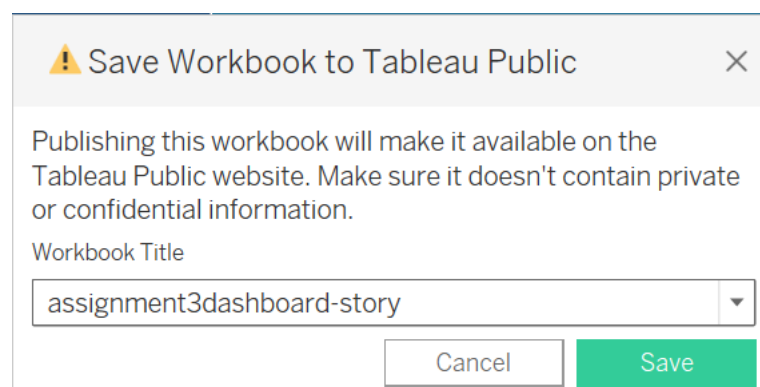 Save Workbook to Tableau Public
Publishing this workbook will make it available on the
Tableau Public website. Make sure it doesn't contain private
or confidential information.
Workbook Title
assignment3dashboard-story
Cancel Save